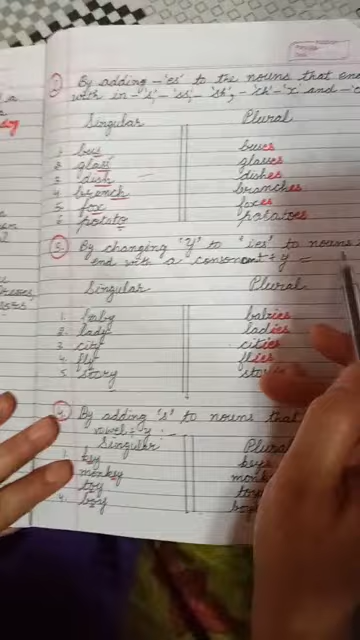 2. By adding -'es' to the nouns that end
with in -'s', -'ss', -'sh', -'ch' -'x' and -'o
Singular Plural
1. bus buses
2. glass glasses
3. dish dishes
4. branch branches
5. fox foxes
6. potato potatoes
3. By changing 'Y' to 'ies' to nouns
end with a consonant + y =
Singular Plural
1. baby babies
2. lady ladies
3. city cities
4. fly flies
5. story
4. By adding 's' to nouns that
vowel + y -
Singular
1. key keys
monkey
toy
4. boy